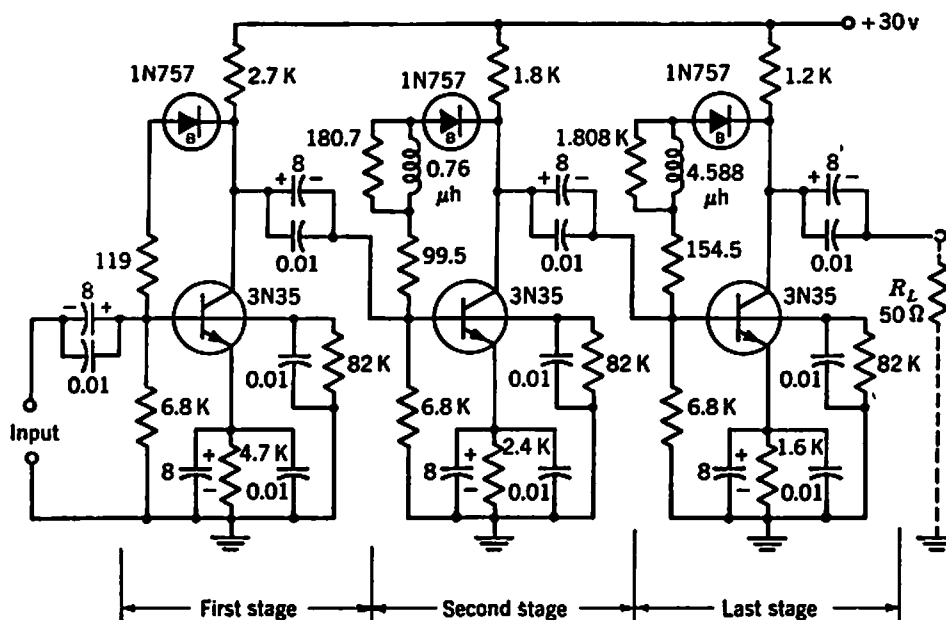 +30v
1N757
2.7 K
1N757
1.8 K
1N757
1.2 K
B
B
B
180.7
0.76
μh
1.808 K
4.588
μh
+ 8 −
0.01
+ 8 −
0.01
+ 8' −
0.01
119
99.5
154.5
3N35
3N35
3N35
R_L
50 Ω
− 8 +
0.01
0.01
82 K
0.01
82 K
0.01
82 K
Input
6.8 K
6.8 K
6.8 K
8
+
−
4.7 K
0.01
8
+
−
2.4 K
0.01
8
+
−
1.6 K
0.01
First stage
Second stage
Last stage